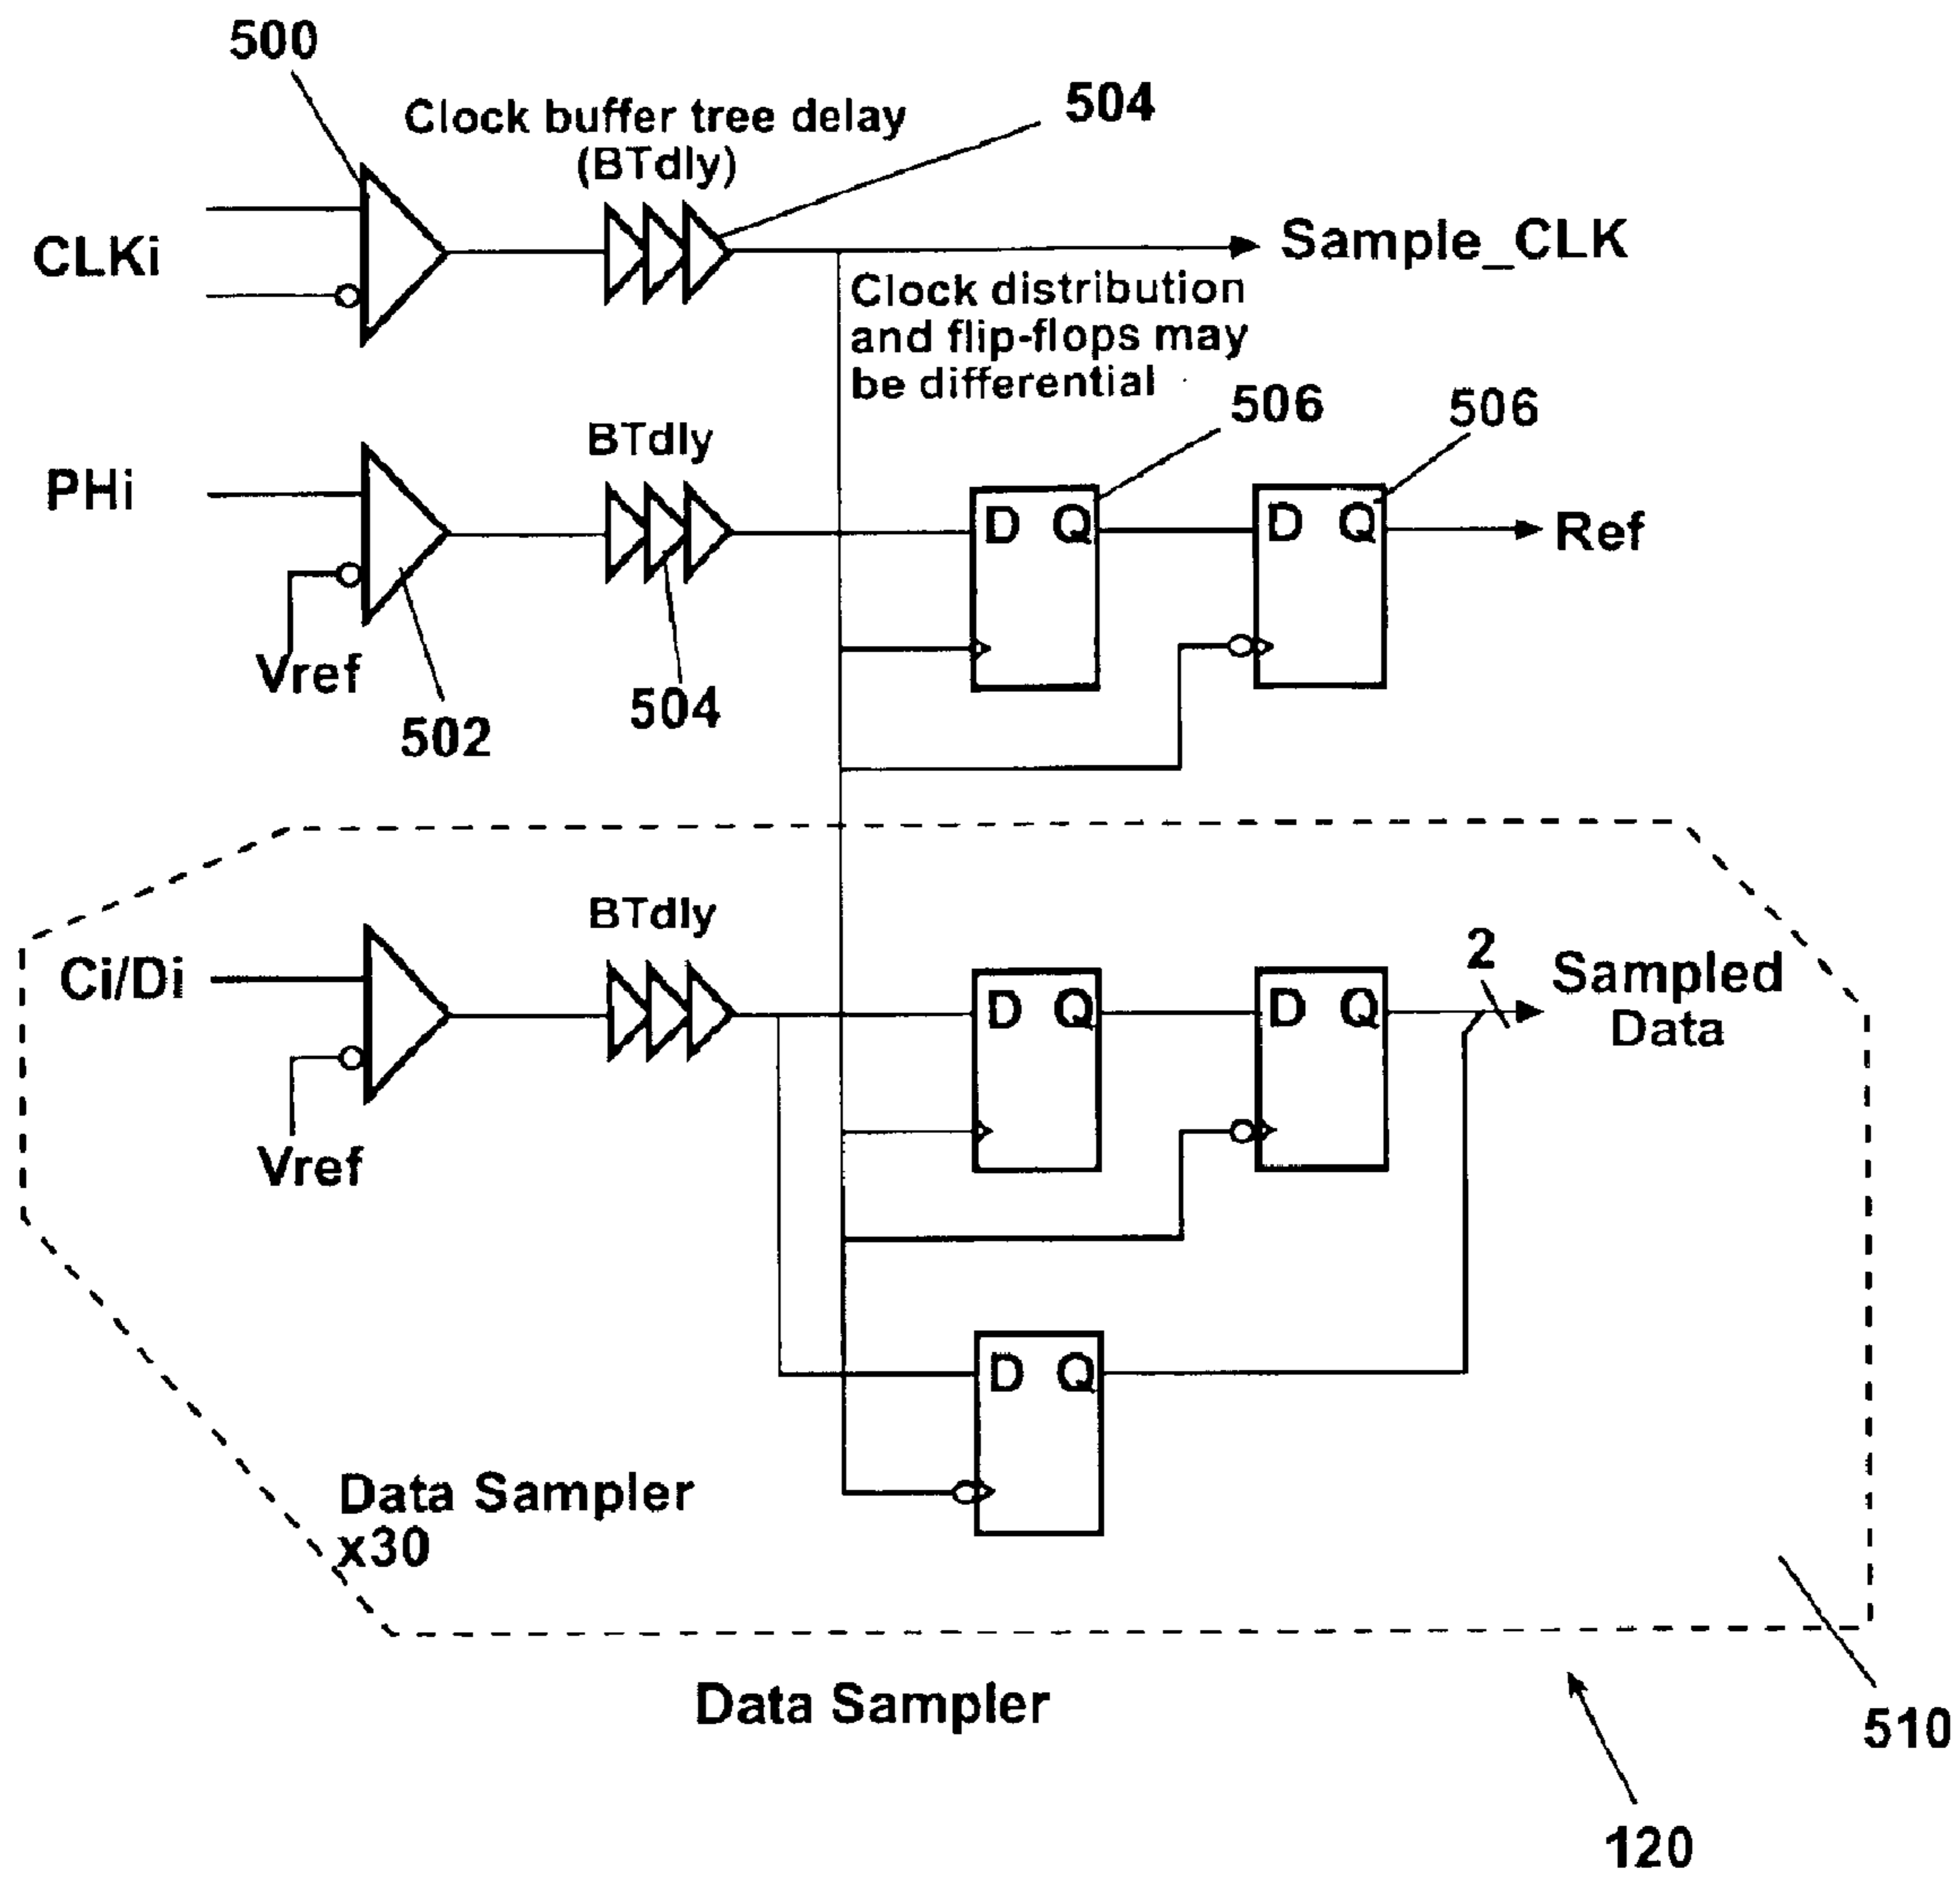 500
Clock buffer tree delay
(BTdly)
504
CLKi
Sample_CLK
Clock distribution
and flip-flops may
be differential
506
506
BTdly
PHi
D Q
D Q
Ref
Vref
502
504
BTdly
Ci/Di
2
Sampled
Data
D Q
D Q
Vref
D Q
Data Sampler
x30
Data Sampler
510
120